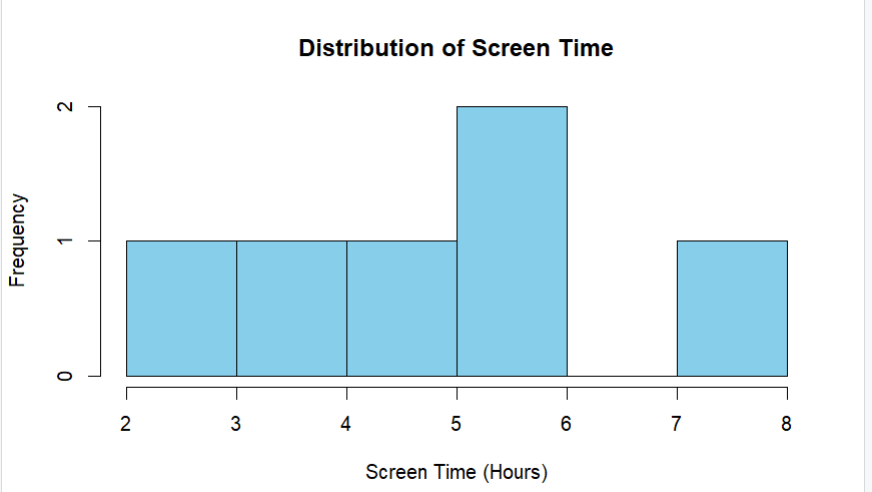 Distribution of Screen Time
2
1
0
Frequency
2 3 4 5 6 7 8
Screen Time (Hours)